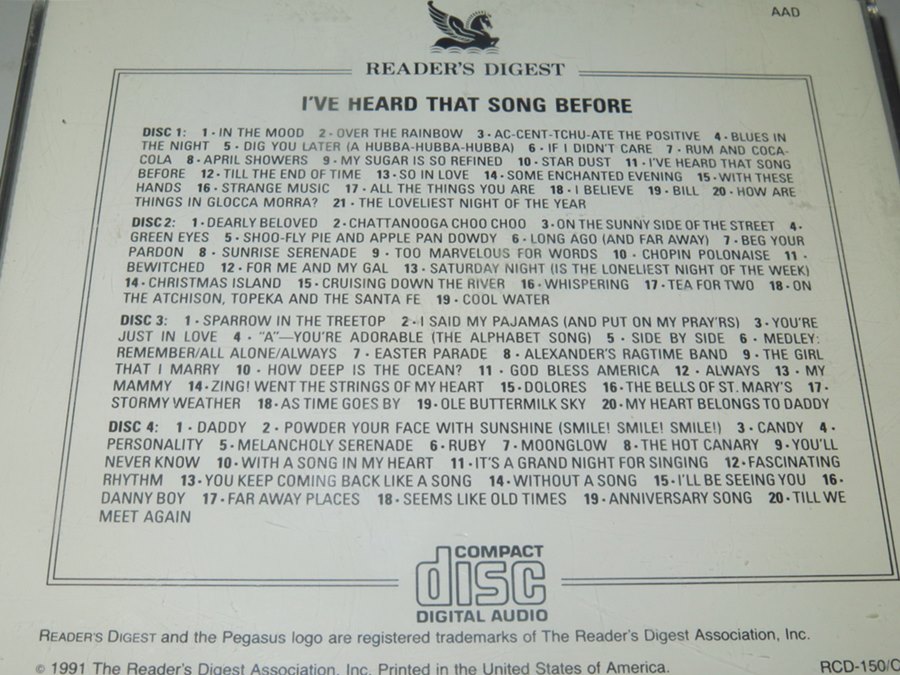 AAD
READER'S DIGEST
I'VE HEARD THAT SONG BEFORE
DISC 1: 1 · IN THE MOOD 2 · OVER THE RAINBOW 3 · AC-CENT-TCHU-ATE THE POSITIVE 4 · BLUES IN
THE NIGHT 5 · DIG YOU LATER (A HUBBA-HUBBA-HUBBA) 6 · IF I DIDN'T CARE 7 · RUM AND COCA-
COLA 8 · APRIL SHOWERS 9 · MY SUGAR IS SO REFINED 10 · STAR DUST 11 · I'VE HEARD THAT SONG
BEFORE 12 · TILL THE END OF TIME 13 · SO IN LOVE 14 · SOME ENCHANTED EVENING 15 · WITH THESE
HANDS 16 · STRANGE MUSIC 17 · ALL THE THINGS YOU ARE 18 · I BELIEVE 19 · BILL 20 · HOW ARE
THINGS IN GLOCCA MORRA? 21 · THE LOVELIEST NIGHT OF THE YEAR
DISC 2: 1 · DEARLY BELOVED 2 · CHATTANOOGA CHOO CHOO 3 · ON THE SUNNY SIDE OF THE STREET 4 ·
GREEN EYES 5 · SHOO-FLY PIE AND APPLE PAN DOWDY 6 · LONG AGO (AND FAR AWAY) 7 · BEG YOUR
PARDON 8 · SUNRISE SERENADE 9 · TOO MARVELOUS FOR WORDS 10 · CHOPIN POLONAISE 11 ·
BEWITCHED 12 · FOR ME AND MY GAL 13 · SATURDAY NIGHT (IS THE LONELIEST NIGHT OF THE WEEK)
14 · CHRISTMAS ISLAND 15 · CRUISING DOWN THE RIVER 16 · WHISPERING 17 · TEA FOR TWO 18 · ON
THE ATCHISON, TOPEKA AND THE SANTA FE 19 · COOL WATER
DISC 3: 1 · SPARROW IN THE TREETOP 2 · I SAID MY PAJAMAS (AND PUT ON MY PRAY'RS) 3 · YOU'RE
JUST IN LOVE 4 · "A"—YOU'RE ADORABLE (THE ALPHABET SONG) 5 · SIDE BY SIDE 6 · MEDLEY:
REMEMBER/ALL ALONE/ALWAYS 7 · EASTER PARADE 8 · ALEXANDER'S RAGTIME BAND 9 · THE GIRL
THAT I MARRY 10 · HOW DEEP IS THE OCEAN? 11 · GOD BLESS AMERICA 12 · ALWAYS 13 · MY
MAMMY 14 · ZING! WENT THE STRINGS OF MY HEART 15 · DOLORES 16 · THE BELLS OF ST. MARY'S 17 ·
STORMY WEATHER 18 · AS TIME GOES BY 19 · OLE BUTTERMILK SKY 20 · MY HEART BELONGS TO DADDY
DISC 4: 1 · DADDY 2 · POWDER YOUR FACE WITH SUNSHINE (SMILE! SMILE! SMILE!) 3 · CANDY 4 ·
PERSONALITY 5 · MELANCHOLY SERENADE 6 · RUBY 7 · MOONGLOW 8 · THE HOT CANARY 9 · YOU'LL
NEVER KNOW 10 · WITH A SONG IN MY HEART 11 · IT'S A GRAND NIGHT FOR SINGING 12 · FASCINATING
RHYTHM 13 · YOU KEEP COMING BACK LIKE A SONG 14 · WITHOUT A SONG 15 · I'LL BE SEEING YOU 16 ·
DANNY BOY 17 · FAR AWAY PLACES 18 · SEEMS LIKE OLD TIMES 19 · ANNIVERSARY SONG 20 · TILL WE
MEET AGAIN
COMPACT
disc
DIGITAL AUDIO
READER'S DIGEST and the Pegasus logo are registered trademarks of The Reader's Digest Association, Inc.
© 1991 The Reader's Digest Association, Inc. Printed in the United States of America. RCD-150/C